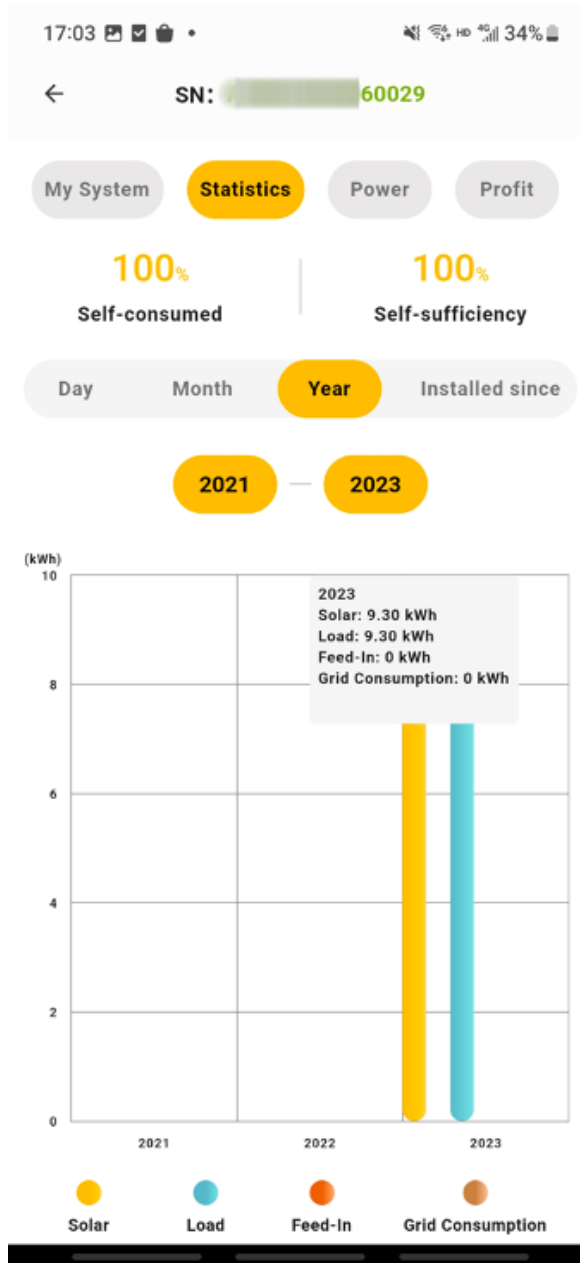 17:03 HD 4G 34%
SN: 60029
My System Statistics Power Profit
100% 100%
Self-consumed Self-sufficiency
Day Month Year Installed since
2021 — 2023
(kWh)
10
2023
Solar: 9.30 kWh
Load: 9.30 kWh
Feed-In: 0 kWh
Grid Consumption: 0 kWh
8
6
4
2
0
2021 2022 2023
Solar Load Feed-In Grid Consumption